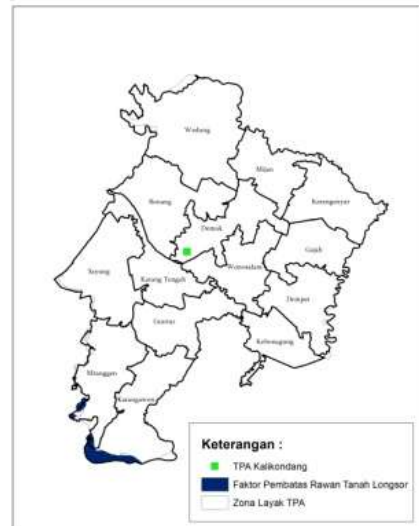 Wedung
Mijen
Bonang
Karanganyar
Demak
Gajah
Sayung
Karang Tengah
Wonosalam
Dempet
Guntur
Kebonagung
Mranggen
Karangawen
Keterangan :
TPA Kalikondang
Faktor Pembatas Rawan Tanah Longsor
Zona Layak TPA